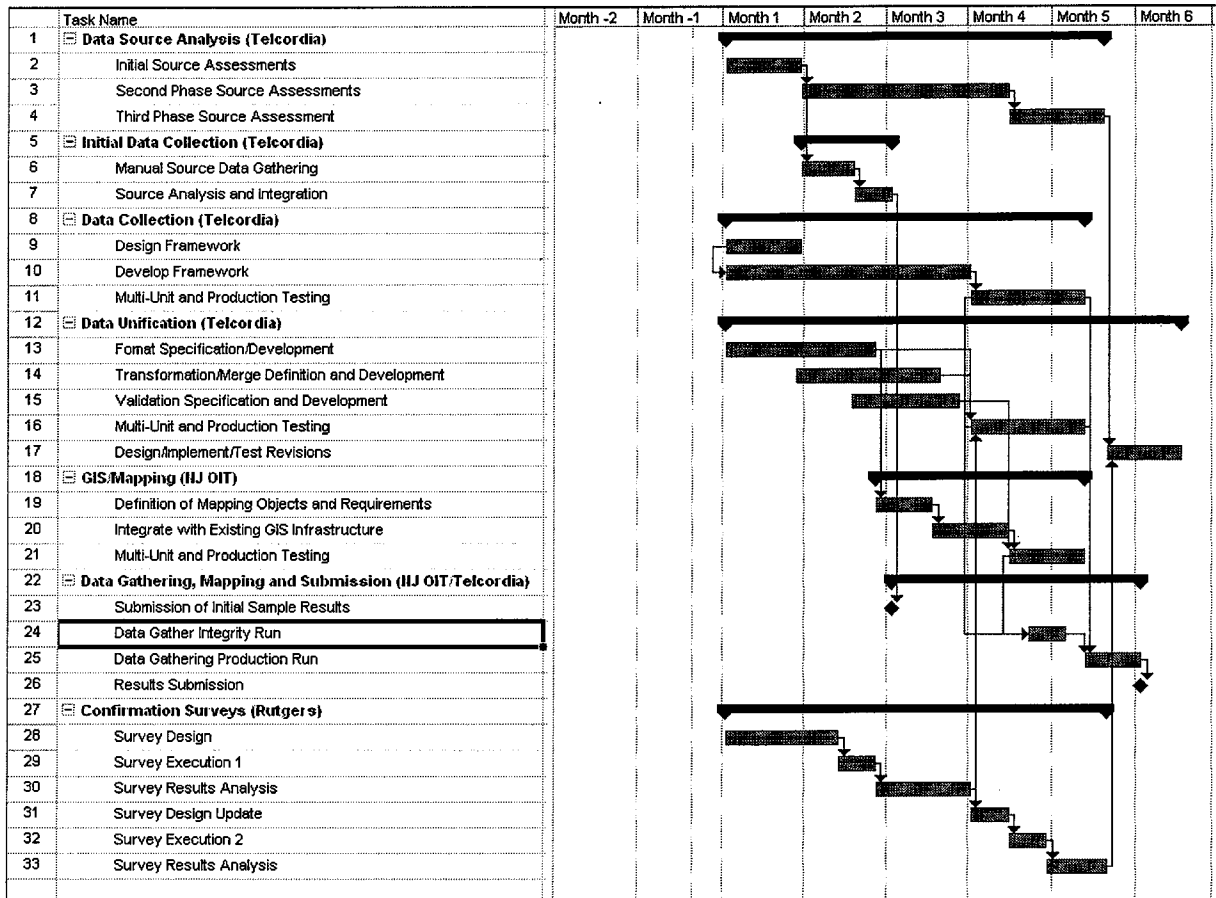 Task Name Month -2 Month -1 Month 1 Month 2 Month 3 Month 4 Month 5 Month 6
1 Data Source Analysis (Telcordia)
2 Initial Source Assessments
3 Second Phase Source Assessments
4 Third Phase Source Assessment
5 Initial Data Collection (Telcordia)
6 Manual Source Data Gathering
7 Source Analysis and Integration
8 Data Collection (Telcordia)
9 Design Framework
10 Develop Framework
11 Multi-Unit and Production Testing
12 Data Unification (Telcordia)
13 Fomat Specification/Development
14 Transformation/Merge Definition and Development
15 Validation Specification and Development
16 Multi-Unit and Production Testing
17 Design/Implement/Test Revisions
18 GIS/Mapping (NJ OIT)
19 Definition of Mapping Objects and Requirements
20 Integrate with Existing GIS Infrastructure
21 Multi-Unit and Production Testing
22 Data Gathering, Mapping and Submission (NJ OIT/Telcordia)
23 Submission of Initial Sample Results
24 Data Gather Integrity Run
25 Data Gathering Production Run
26 Results Submission
27 Confirmation Surveys (Rutgers)
28 Survey Design
29 Survey Execution 1
30 Survey Results Analysis
31 Survey Design Update
32 Survey Execution 2
33 Survey Results Analysis